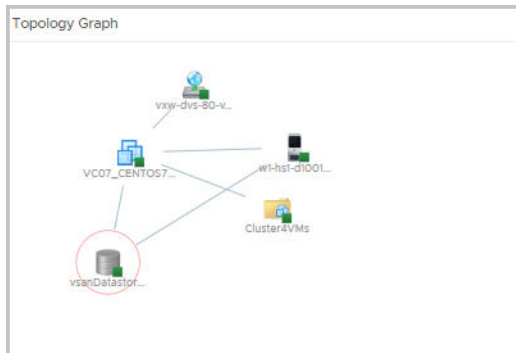 Topology Graph
vxw-dvs-80-v...
VC07_CENTOS7...
w1-hs1-d1001...
Cluster4VMs
vsanDatastor...